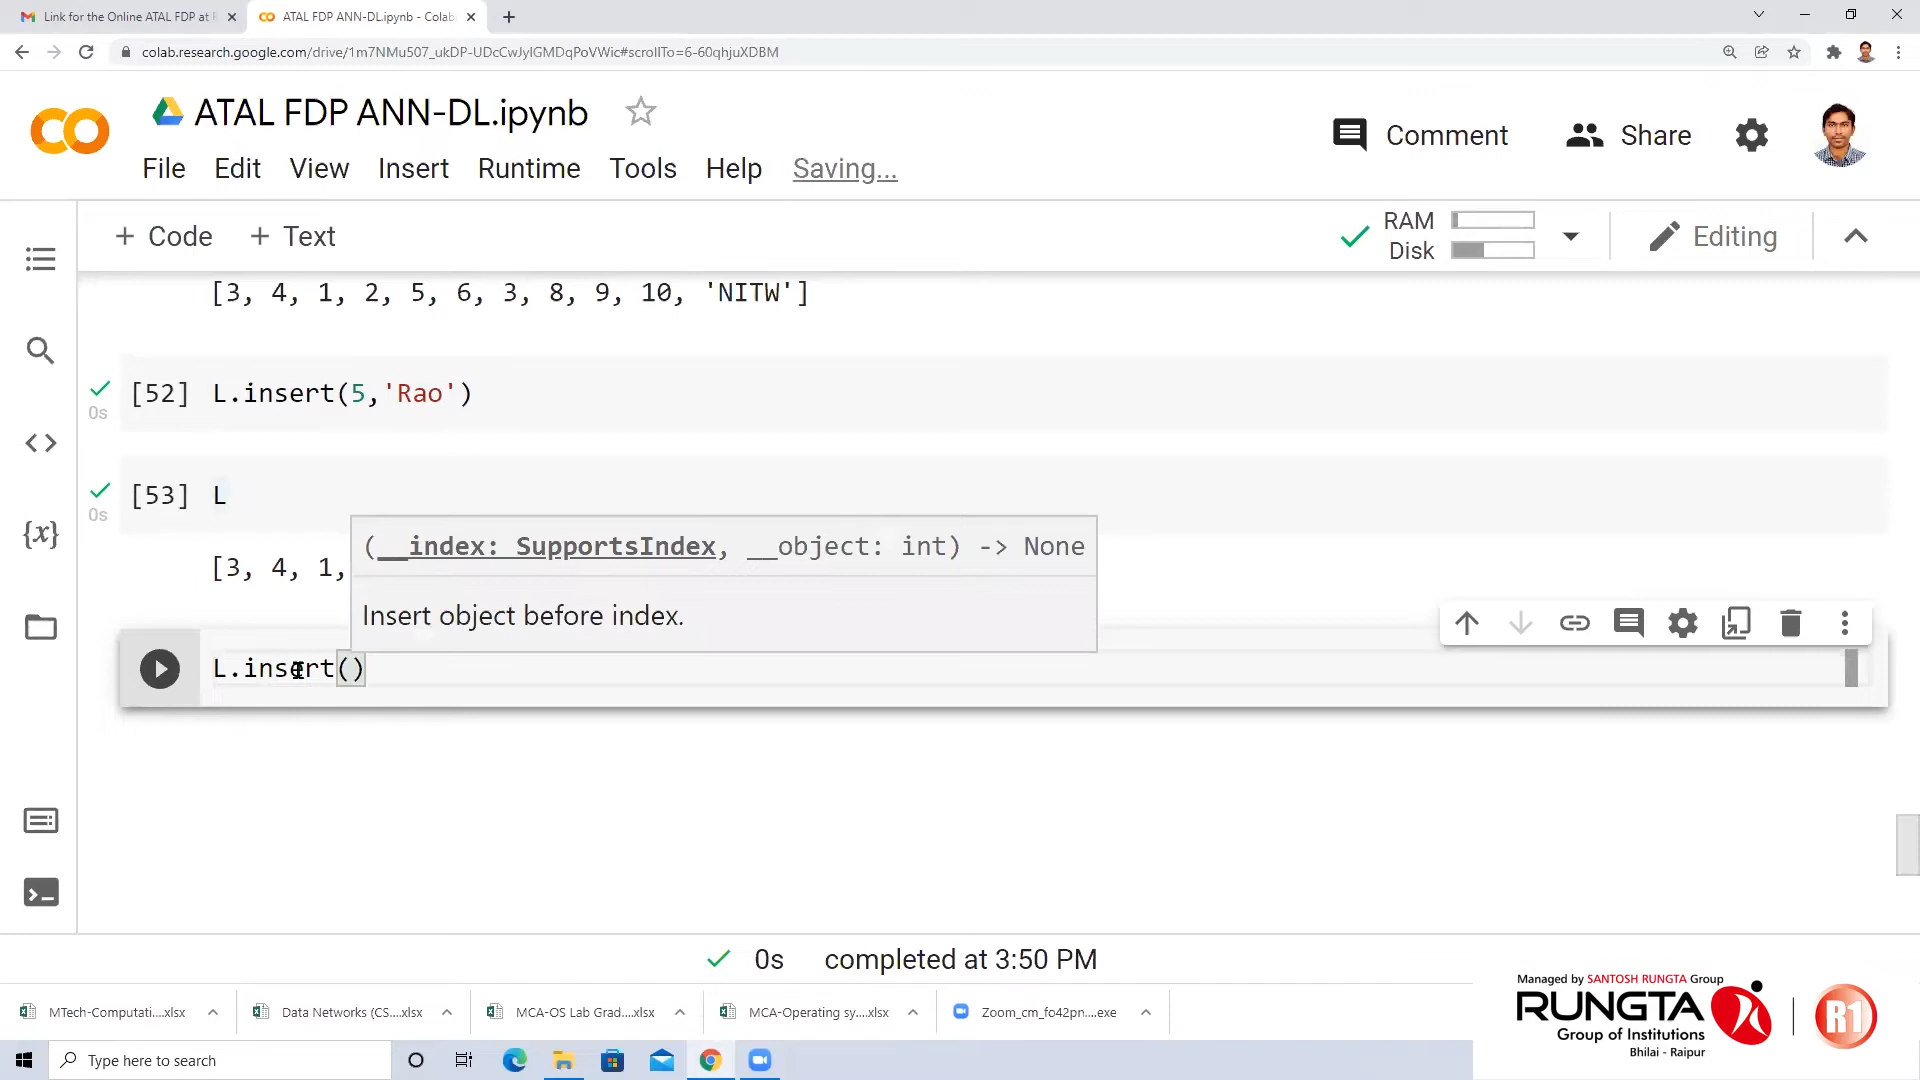 Link for the Online ATAL FDP at R
ATAL FDP ANN-DL.ipynb - Colab
colab.research.google.com/drive/1m7NMu507_ukDP-UDcCwJyIGMDqPoVWic#scrollTo=6-60qhjuXDBM
ATAL FDP ANN-DL.ipynb
Comment
Share
File Edit View Insert Runtime Tools Help Saving...
+ Code + Text
RAM
Disk
Editing
[3, 4, 1, 2, 5, 6, 3, 8, 9, 10, 'NITW']
[52] L.insert(5,'Rao')
0s
[53] L
0s
(__index: SupportsIndex, __object: int) -> None
[3, 4, 1,
Insert object before index.
L.insert()
0s completed at 3:50 PM
MTech-Computati....xlsx
Data Networks (CS....xlsx
MCA-OS Lab Grad....xlsx
MCA-Operating sy....xlsx
Zoom_cm_fo42pn....exe
Managed by SANTOSH RUNGTA Group
RUNGTA
Group of Institutions
Bhilai - Raipur
R1
Type here to search